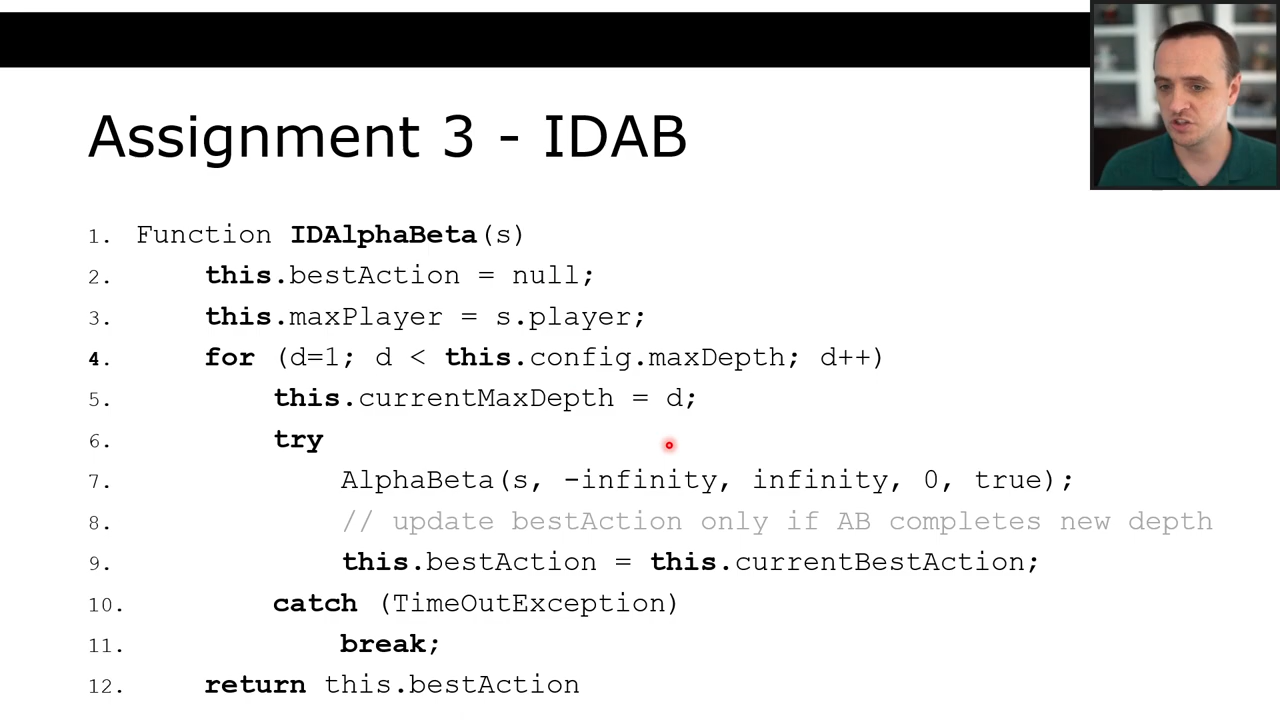 Assignment 3 - IDAB
1. Function IDAlphaBeta(s)
2. this.bestAction = null;
3. this.maxPlayer = s.player;
4. for (d=1; d < this.config.maxDepth; d++)
5. this.currentMaxDepth = d;
6. try
7. AlphaBeta(s, -infinity, infinity, 0, true);
8. // update bestAction only if AB completes new depth
9. this.bestAction = this.currentBestAction;
10. catch (TimeOutException)
11. break;
12. return this.bestAction